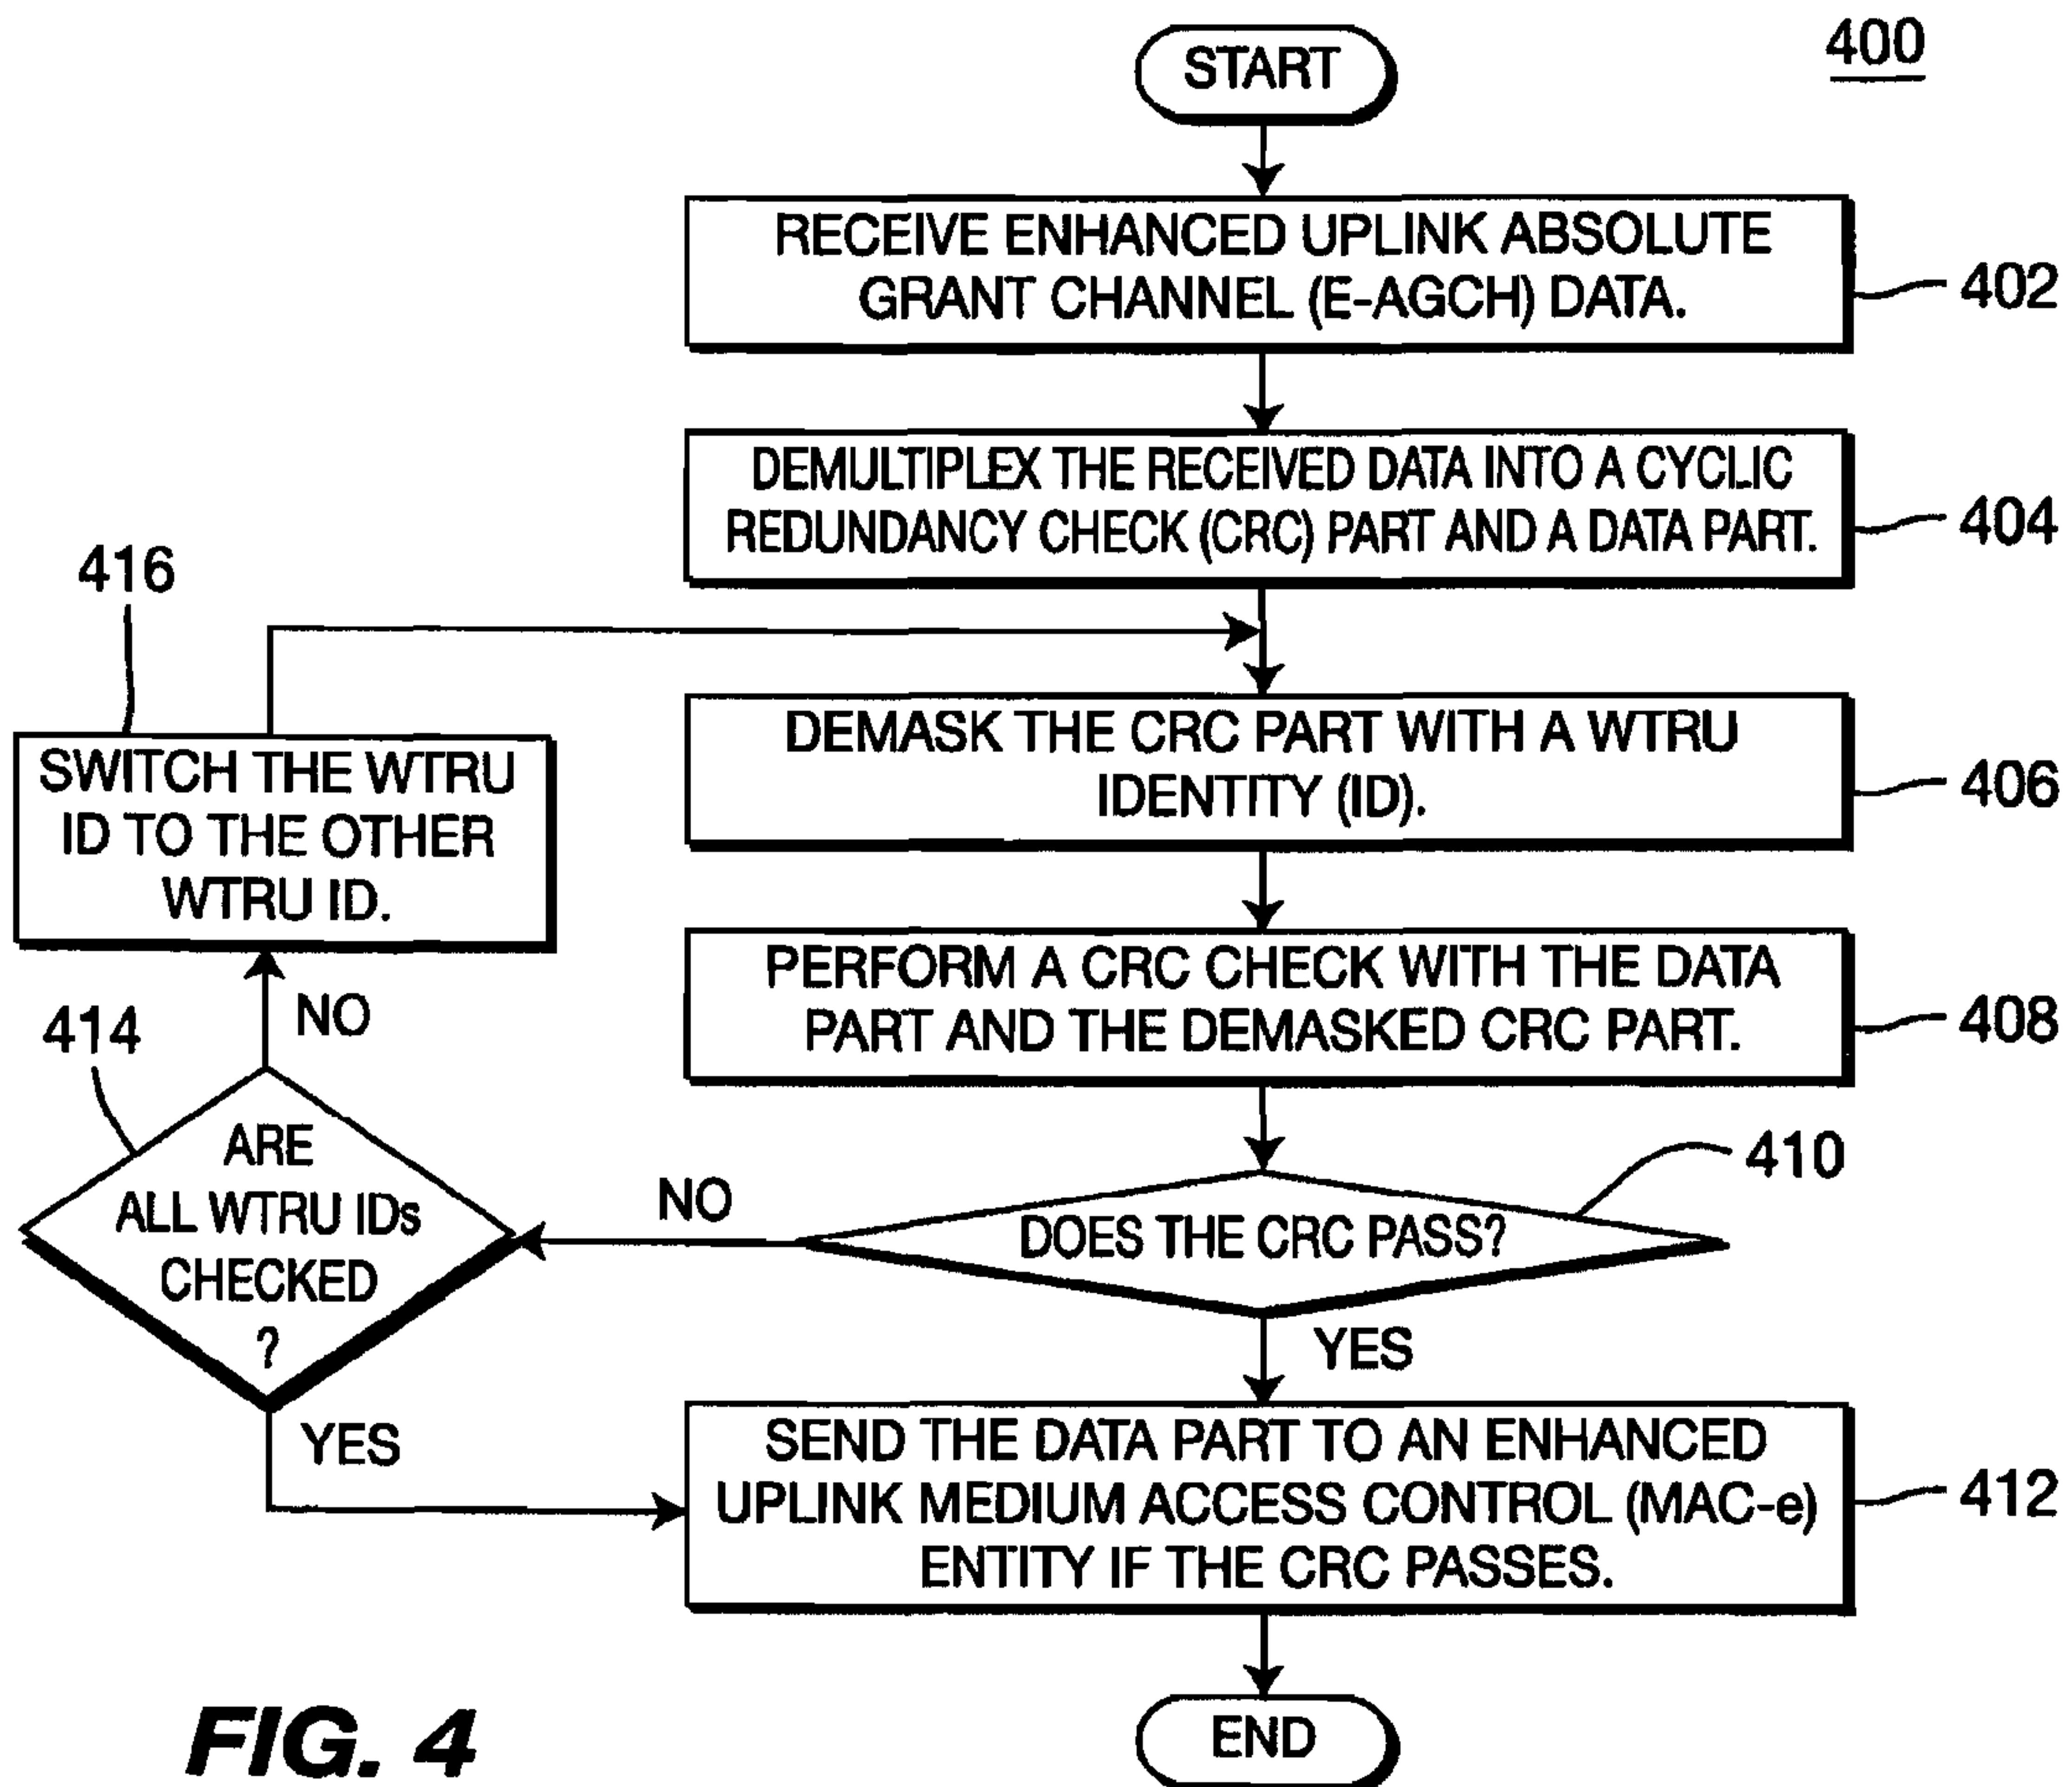 400
START
RECEIVE ENHANCED UPLINK ABSOLUTE
GRANT CHANNEL (E-AGCH) DATA.
402
DEMULTIPLEX THE RECEIVED DATA INTO A CYCLIC
REDUNDANCY CHECK (CRC) PART AND A DATA PART.
404
416
SWITCH THE WTRU
ID TO THE OTHER
WTRU ID.
DEMASK THE CRC PART WITH A WTRU
IDENTITY (ID).
406
PERFORM A CRC CHECK WITH THE DATA
PART AND THE DEMASKED CRC PART.
408
NO
414
ARE
ALL WTRU IDs
CHECKED
?
NO
DOES THE CRC PASS?
410
YES
YES
SEND THE DATA PART TO AN ENHANCED
UPLINK MEDIUM ACCESS CONTROL (MAC-e)
ENTITY IF THE CRC PASSES.
412
END
FIG. 4